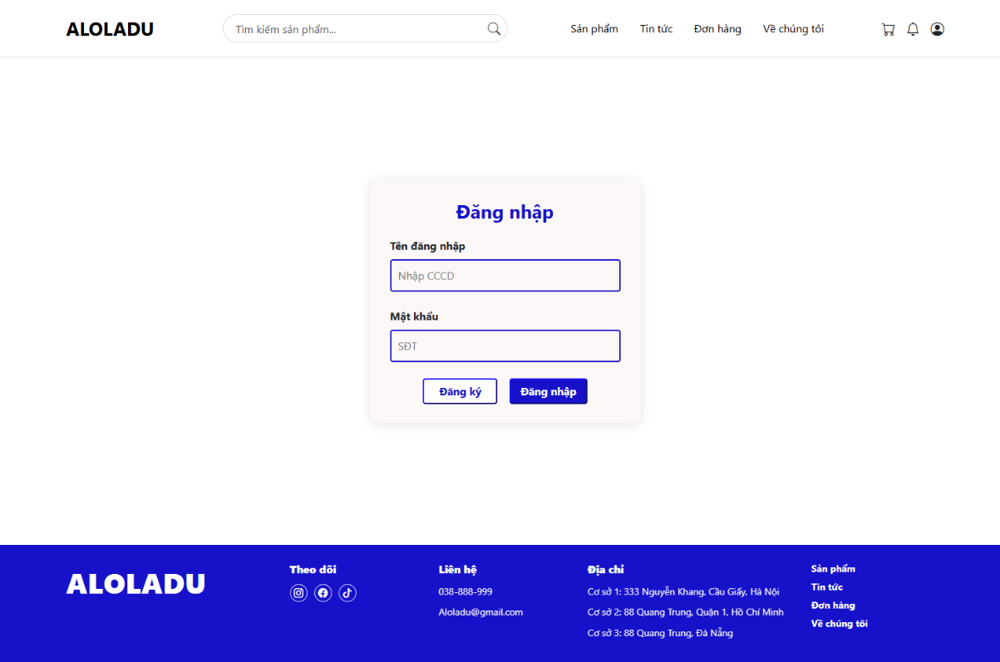 ALOLADU
Tìm kiếm sản phẩm...
Sản phẩm
Tin tức
Đơn hàng
Về chúng tôi
Đăng nhập
Tên đăng nhập
Nhập CCCD
Mật khẩu
SĐT
Đăng ký
Đăng nhập
ALOLADU
Theo dõi
Liên hệ
038-888-999
Aloladu@gmail.com
Địa chỉ
Cơ sở 1: 333 Nguyễn Khang, Cầu Giấy, Hà Nội
Cơ sở 2: 88 Quang Trung, Quận 1, Hồ Chí Minh
Cơ sở 3: 88 Quang Trung, Đà Nẵng
Sản phẩm
Tin tức
Đơn hàng
Về chúng tôi